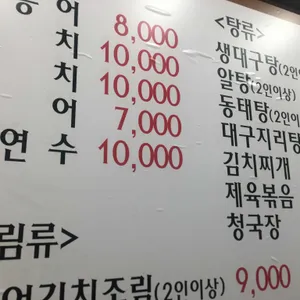 어 8,000
치 10,000
치 10,000
어 7,000
연 수 10,000
림류>
어김치조림(2인이상) 9,000
<탕류>
생대구탕(2인
알탕(2인이상)
동태탕(2인이
대구지리탕
김치찌개
제육볶음
청국장